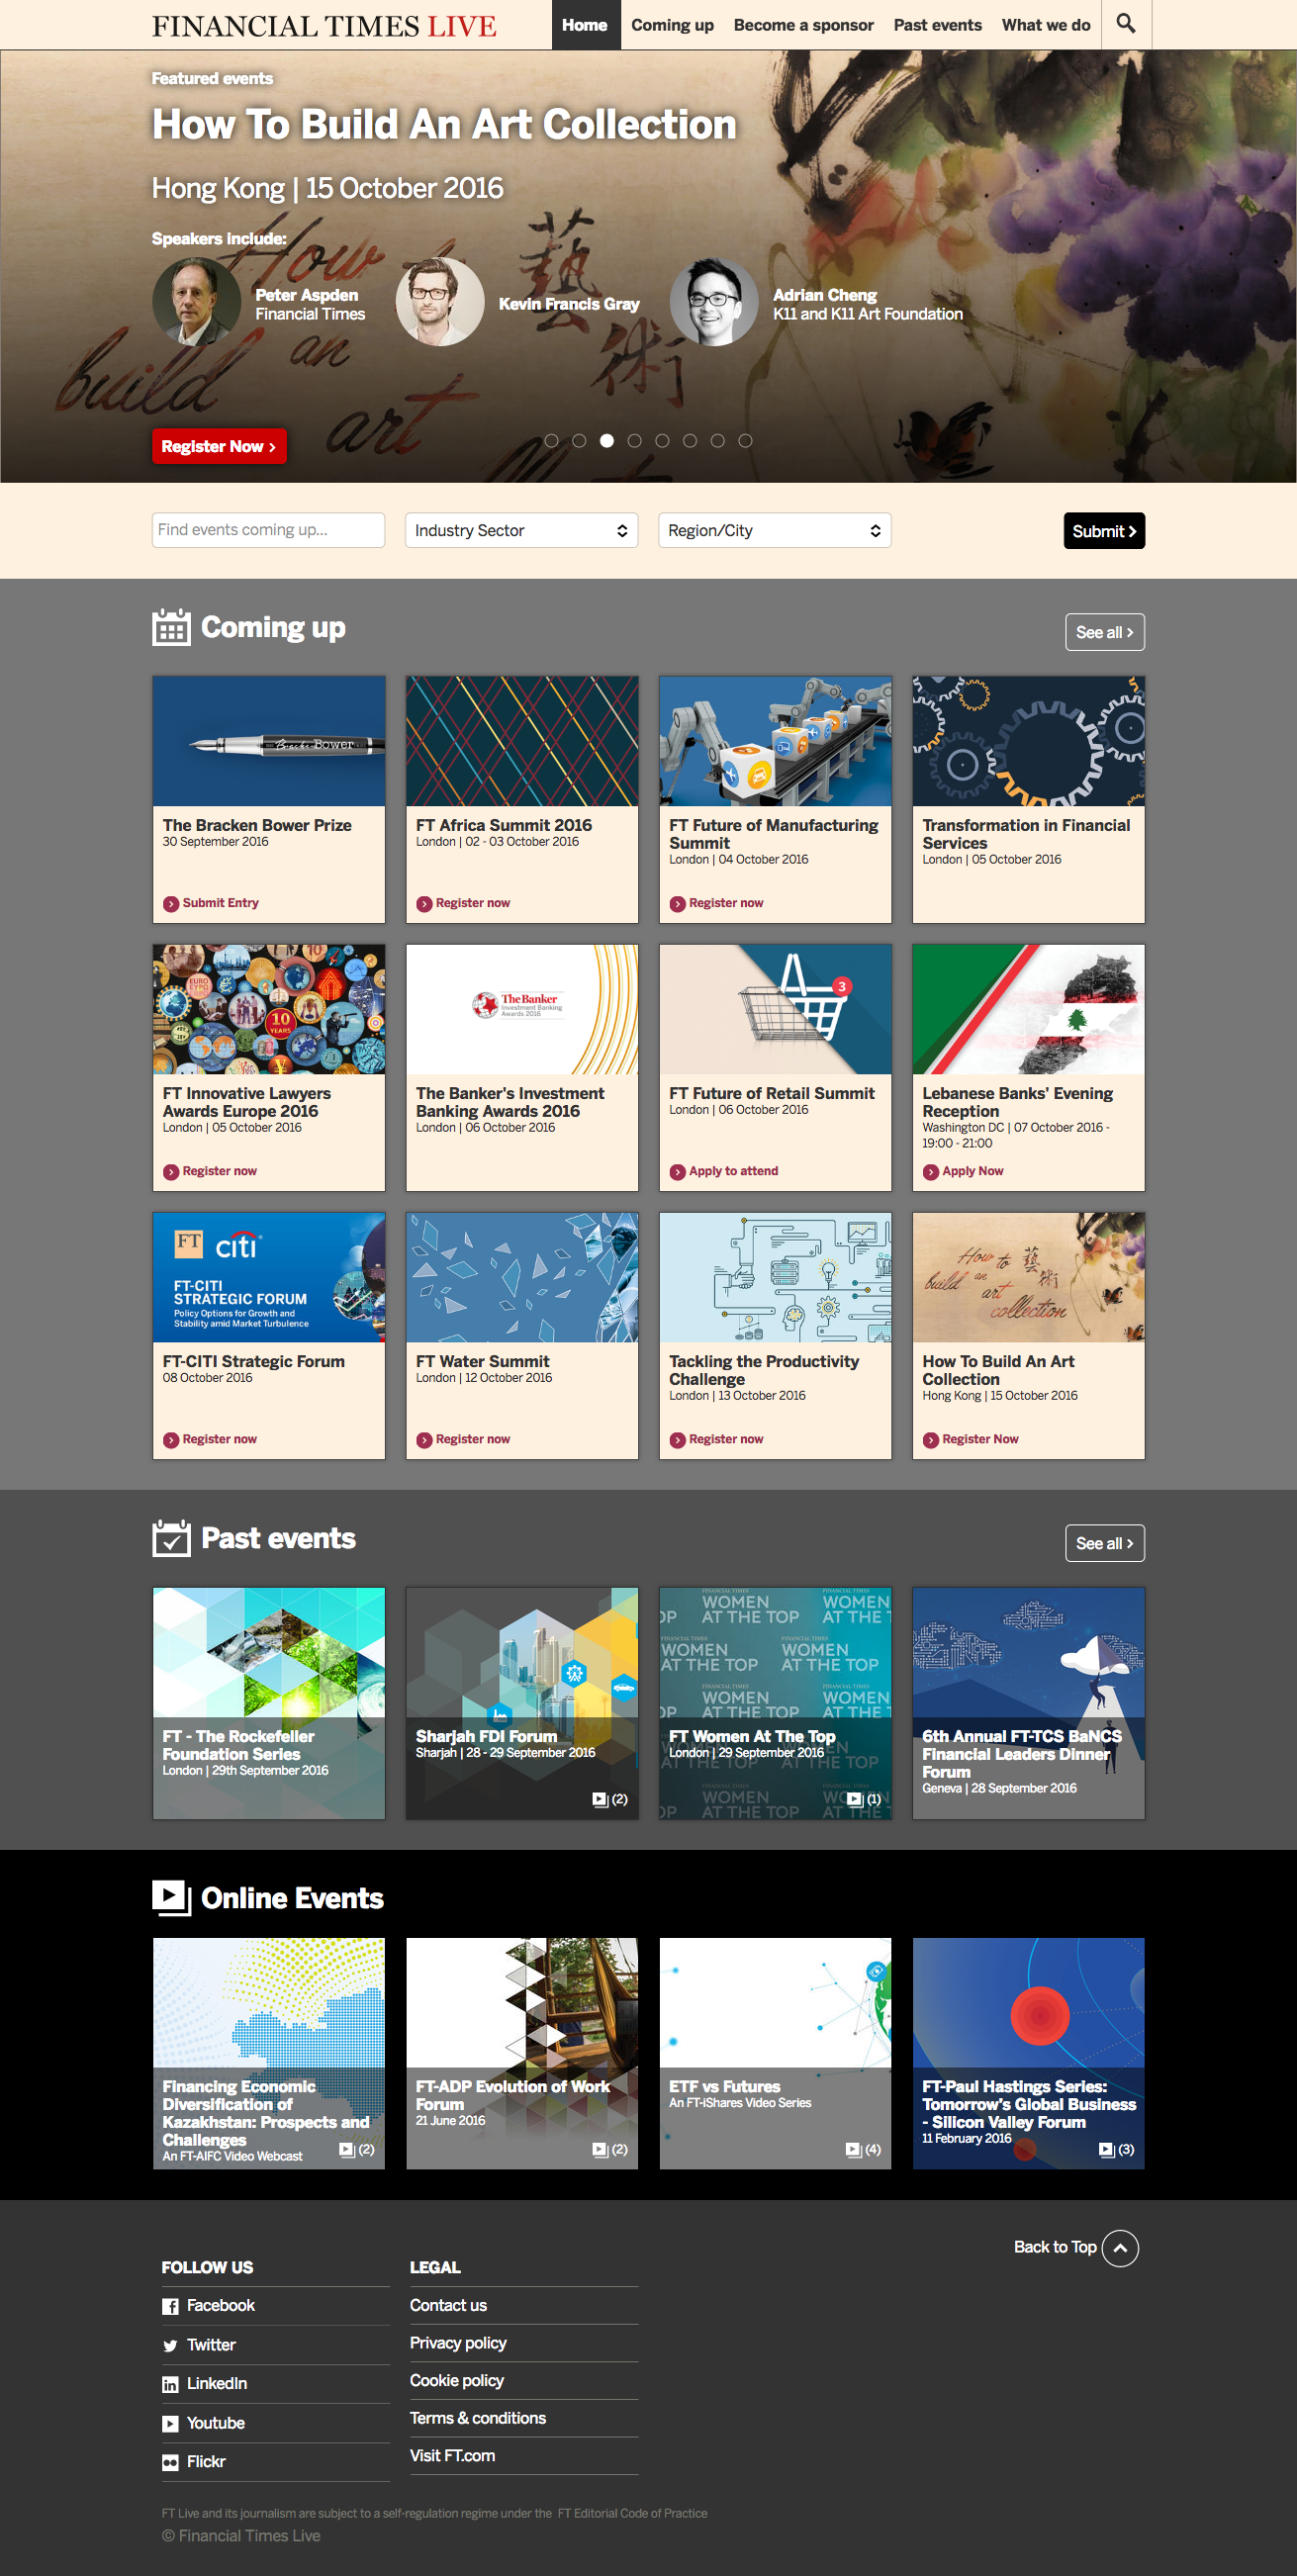 FINANCIAL TIMES LIVE
Home
Coming up
Become a sponsor
Past events
What we do
Featured events
How To Build An Art Collection
Hong Kong | 15 October 2016
Speakers include:
Peter Aspden
Financial Times
Kevin Francis Gray
Adrian Cheng
K11 and K11 Art Foundation
How
藝
build
an
術
art
Register Now
Find events coming up...
Industry Sector
Region/City
Submit
Coming up
See all
Bracken Bower
The Bracken Bower Prize
30 September 2016
Submit Entry
FT Africa Summit 2016
London | 02 - 03 October 2016
Register now
FT Future of Manufacturing
Summit
London | 04 October 2016
Register now
Transformation in Financial
Services
London | 05 October 2016
10
YEARS
FT Innovative Lawyers
Awards Europe 2016
London | 05 October 2016
Register now
The Banker
Investment Banking
Awards 2016
The Banker's Investment
Banking Awards 2016
London | 06 October 2016
3
FT Future of Retail Summit
London | 06 October 2016
Apply to attend
Lebanese Banks' Evening
Reception
Washington DC | 07 October 2016 -
19:00 - 21:00
Apply Now
FT
citi
FT-CITI
STRATEGIC FORUM
Policy Options for Growth and
Stability amid Market Turbulence
FT-CITI Strategic Forum
08 October 2016
Register now
FT Water Summit
London | 12 October 2016
Register now
Tackling the Productivity
Challenge
London | 13 October 2016
Register now
How to 藝
build an 術
art
collection
How To Build An Art
Collection
Hong Kong | 15 October 2016
Register Now
Past events
See all
FT - The Rockefeller
Foundation Series
London | 29th September 2016
Sharjah FDI Forum
Sharjah | 28 - 29 September 2016
(2)
FINANCIAL TIMES
WOMEN
AT THE TOP
FT Women At The Top
London | 29 September 2016
(1)
6th Annual FT-TCS BaNCS
Financial Leaders Dinner
Forum
Geneva | 28 September 2016
Online Events
Financing Economic
Diversification of
Kazakhstan: Prospects and
Challenges
An FT-AIFC Video Webcast
(2)
FT-ADP Evolution of Work
Forum
21 June 2016
(2)
ETF vs Futures
An FT-iShares Video Series
(4)
FT-Paul Hastings Series:
Tomorrow's Global Business
- Silicon Valley Forum
11 February 2016
(3)
Back to Top
FOLLOW US
Facebook
Twitter
LinkedIn
Youtube
Flickr
LEGAL
Contact us
Privacy policy
Cookie policy
Terms & conditions
Visit FT.com
FT Live and its journalism are subject to a self-regulation regime under the FT Editorial Code of Practice
© Financial Times Live